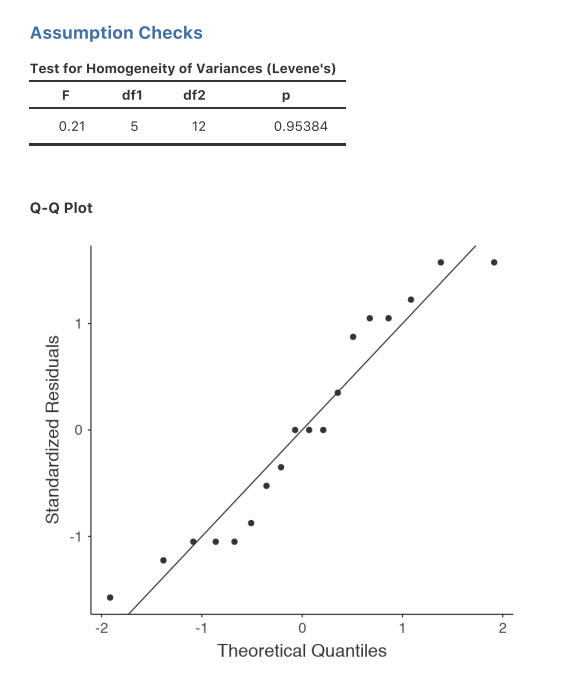 Assumption Checks
Test for Homogeneity of Variances (Levene's)
F df1 df2 p
0.21 5 12 0.95384
Q-Q Plot
1
0
-1
Standardized Residuals
-2 -1 0 1 2
Theoretical Quantiles